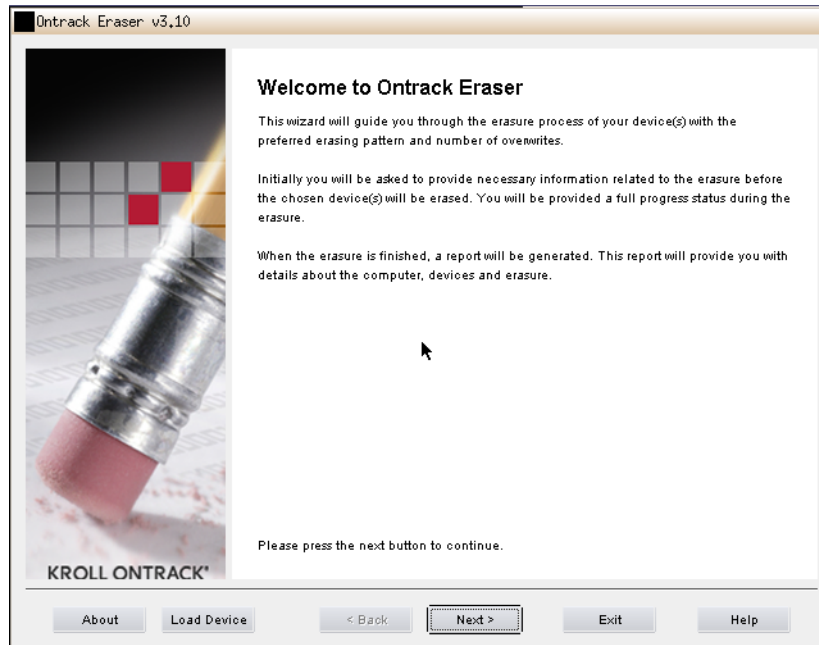 Ontrack Eraser v3.10
Welcome to Ontrack Eraser
This wizard will guide you through the erasure process of your device(s) with the
preferred erasing pattern and number of overwrites.
Initially you will be asked to provide necessary information related to the erasure before
the chosen device(s) will be erased. You will be provided a full progress status during the
erasure.
When the erasure is finished, a report will be generated. This report will provide you with
details about the computer, devices and erasure.
Please press the next button to continue.
KROLL ONTRACK
About Load Device < Back Next > Exit Help